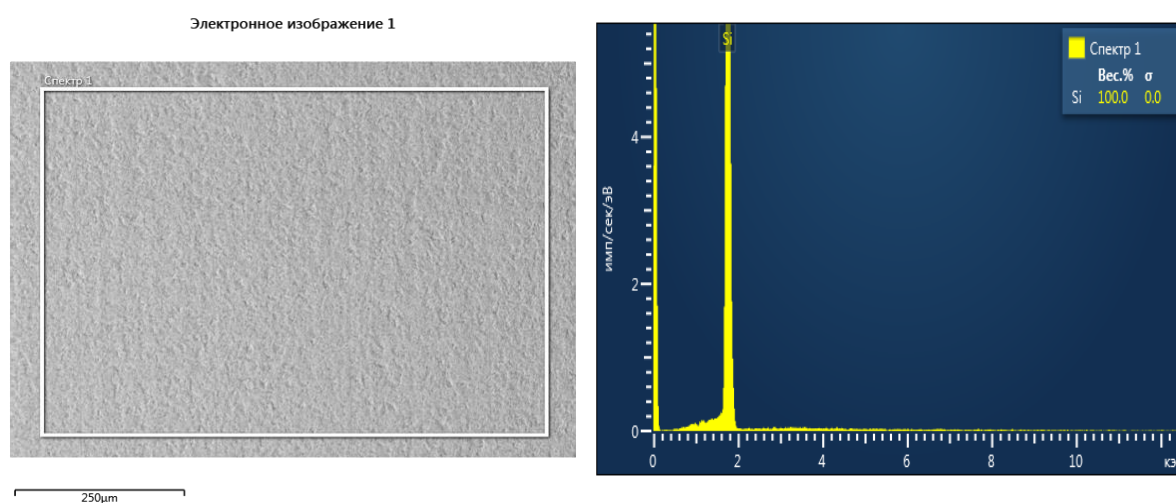 Электронное изображение 1
Спектр 1
250µm
Si
Спектр 1
Вес.% σ
Si 100.0 0.0
имп/сек/эВ
4
2
0
0 2 4 6 8 10 кэ